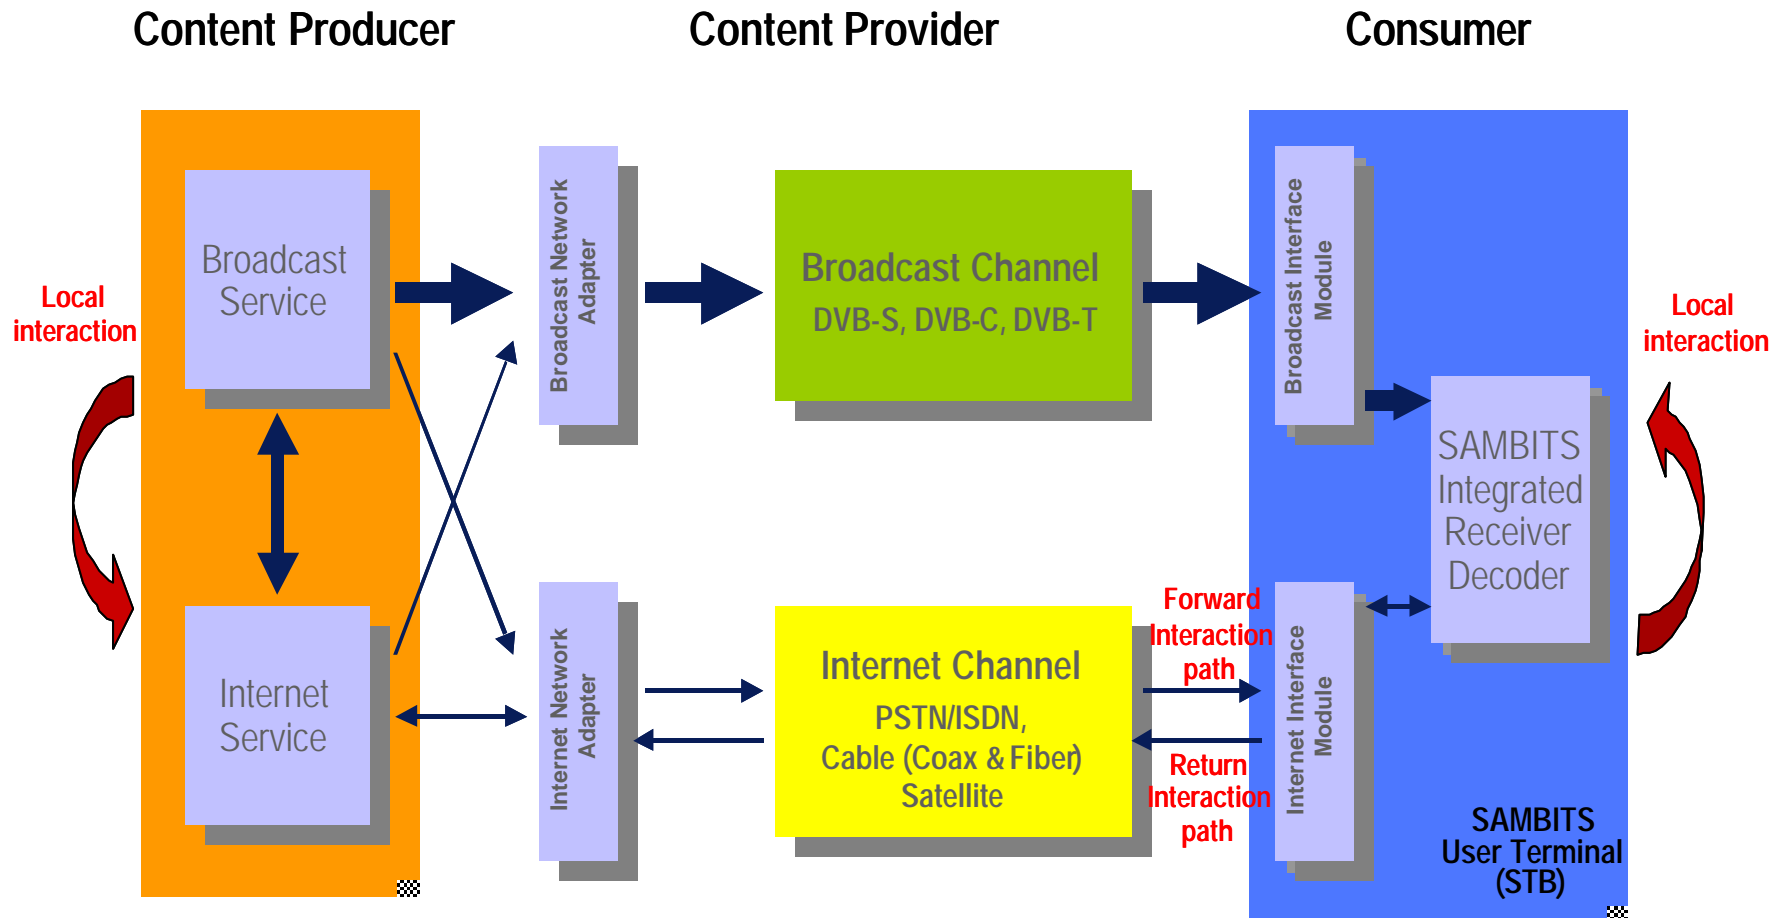 Content Producer
Content Provider
Consumer
Local
interaction
Broadcast
Service
Internet
Service
Broadcast Network
Adapter
Internet Network
Adapter
Broadcast Channel
DVB-S, DVB-C, DVB-T
Internet Channel
PSTN/ISDN,
Cable (Coax & Fiber)
Satellite
Forward
Interaction
path
Return
Interaction
path
Broadcast Interface
Module
Internet Interface
Module
SAMBITS
Integrated
Receiver
Decoder
SAMBITS
User Terminal
(STB)
Local
interaction